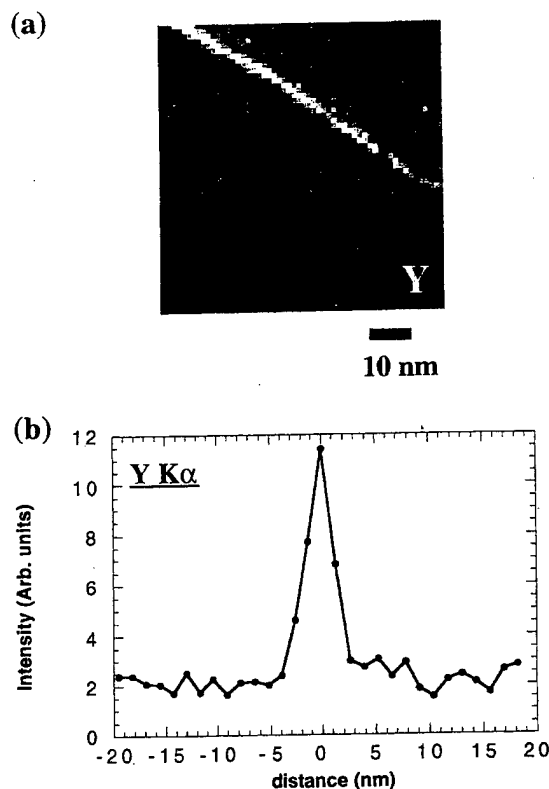 (a)
Y
10 nm
(b)
Y Kα
Intensity (Arb. units)
12
10
8
6
4
2
0
-20 -15 -10 -5 0 5 10 15 20
distance (nm)